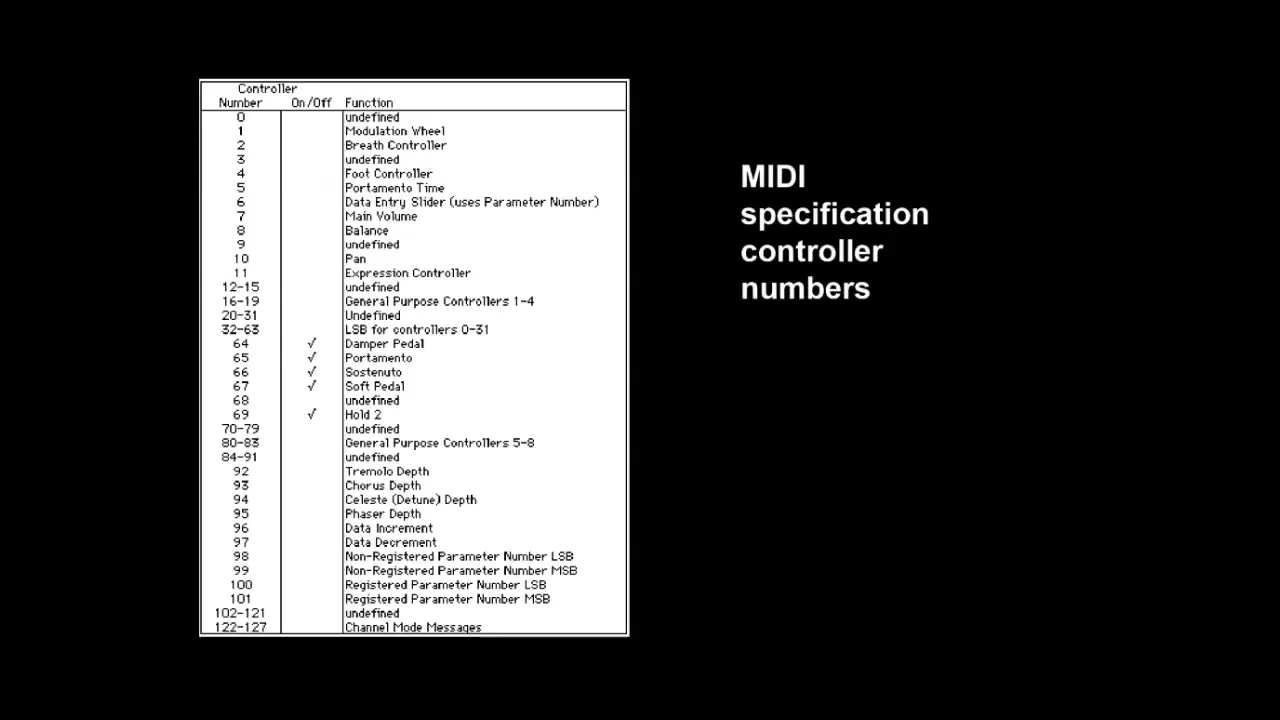 Controller
Number On/Off Function
0 undefined
1 Modulation Wheel
2 Breath Controller
3 undefined
4 Foot Controller
5 Portamento Time
6 Data Entry Slider (uses Parameter Number)
7 Main Volume
8 Balance
9 undefined
10 Pan
11 Expression Controller
12-15 undefined
16-19 General Purpose Controllers 1-4
20-31 Undefined
32-63 LSB for controllers 0-31
64 √ Damper Pedal
65 √ Portamento
66 √ Sostenuto
67 √ Soft Pedal
68 undefined
69 √ Hold 2
70-79 undefined
80-83 General Purpose Controllers 5-8
84-91 undefined
92 Tremolo Depth
93 Chorus Depth
94 Celeste (Detune) Depth
95 Phaser Depth
96 Data Increment
97 Data Decrement
98 Non-Registered Parameter Number LSB
99 Non-Registered Parameter Number MSB
100 Registered Parameter Number LSB
101 Registered Parameter Number MSB
102-121 undefined
122-127 Channel Mode Messages
MIDI
specification
controller
numbers